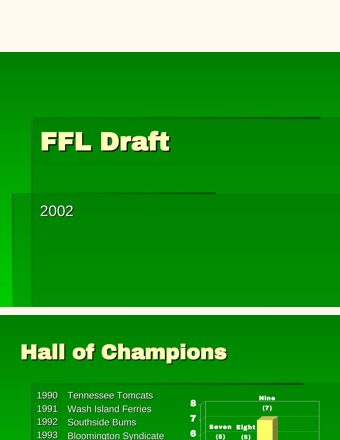 FFL Draft
2002
Hall of Champions
1990 Tennessee Tomcats
1991 Wash Island Ferries
1992 Southside Bums
1993 Bloomington Syndicate
8
7
6
Nine
(7)
Seven Eight
(5)